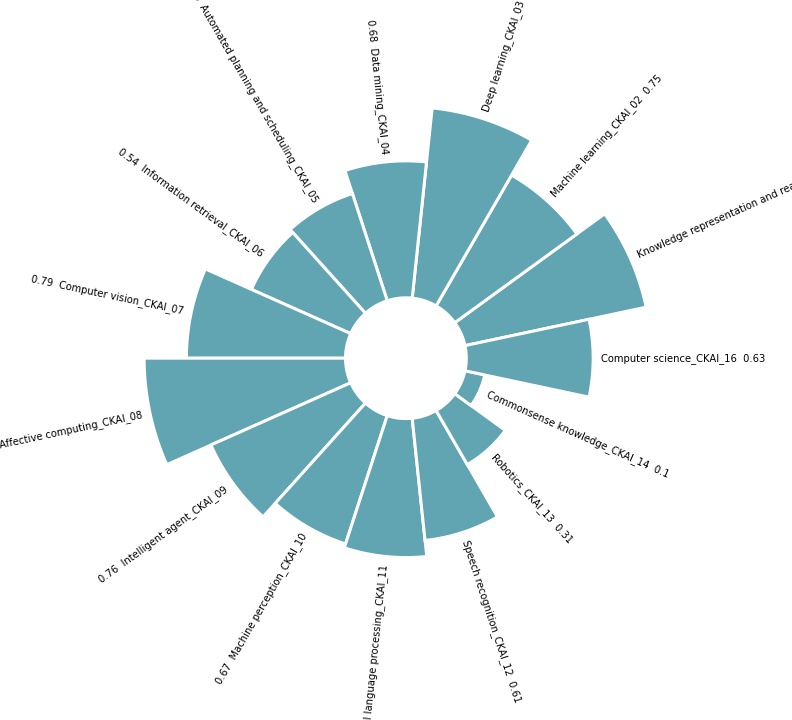 Automated planning and scheduling_CKAI_05
0.68 Data mining_CKAI_04
Deep learning_CKAI_03
Machine learning_CKAI_02 0.75
Knowledge representation and
0.54 Information retrieval_CKAI_06
0.79 Computer vision_CKAI_07
Computer science_CKAI_16 0.63
Affective computing_CKAI_08
Commonsense knowledge_CKAI_14 0.1
0.76 Intelligent agent_CKAI_09
Robotics_CKAI_13 0.31
0.67 Machine perception_CKAI_10
language processing_CKAI_11
Speech recognition_CKAI_12 0.61